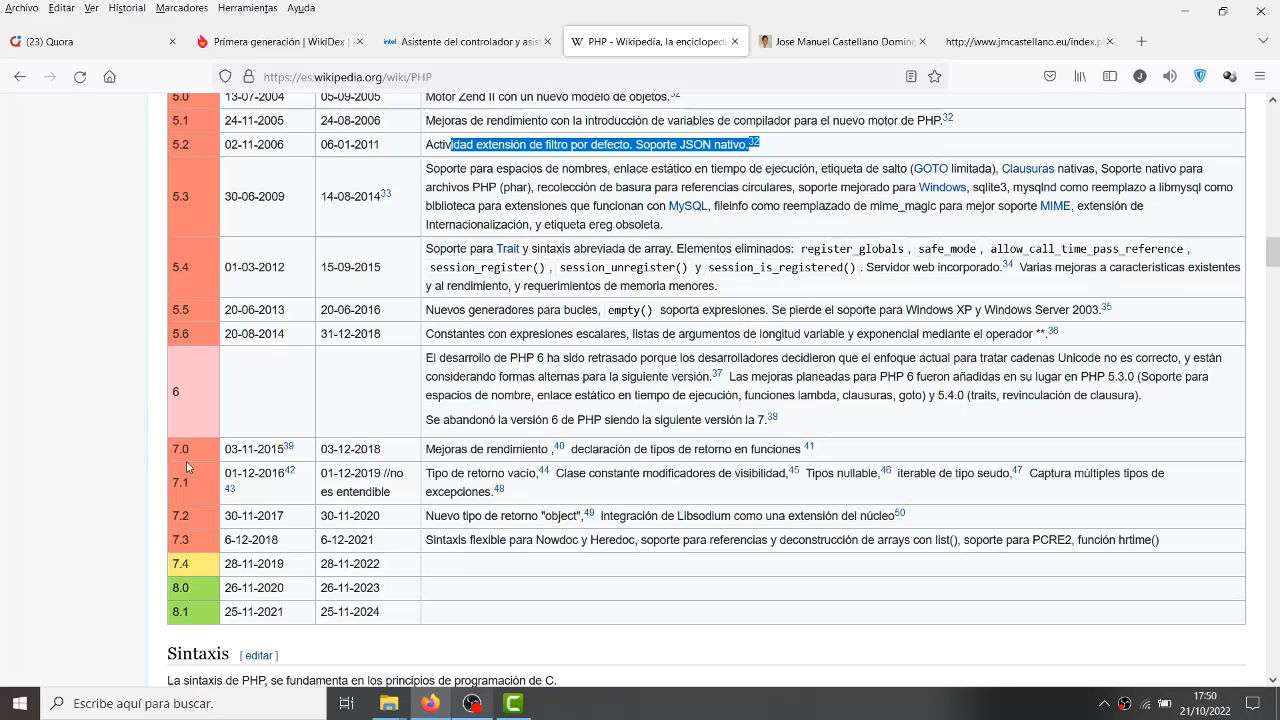 Archivo Editar Ver Historial Marcadores Herramientas Ayuda
(23) Quora
Primera generación | WikiDex |
Asistente del controlador y asist
PHP - Wikipedia, la enciclopedi
Jose Manuel Castellano Doming
http://www.jmcastellano.eu/index.p
https://es.wikipedia.org/wiki/PHP
5.0 13-07-2004 05-09-2005 Motor Zend II con un nuevo modelo de objetos.32
5.1 24-11-2005 24-08-2006 Mejoras de rendimiento con la introducción de variables de compilador para el nuevo motor de PHP.32
5.2 02-11-2006 06-01-2011 Actividad extensión de filtro por defecto. Soporte JSON nativo.32
Soporte para espacios de nombres, enlace estático en tiempo de ejecución, etiqueta de salto (GOTO limitada), Clausuras nativas, Soporte nativo para
archivos PHP (phar), recolección de basura para referencias circulares, soporte mejorado para Windows, sqlite3, mysqlnd como reemplazo a libmysql como
5.3 30-06-2009 14-08-201433
biblioteca para extensiones que funcionan con MySQL, fileinfo como reemplazado de mime_magic para mejor soporte MIME, extensión de
Internacionalización, y etiqueta ereg obsoleta.
Soporte para Trait y sintaxis abreviada de array. Elementos eliminados: register_globals, safe_mode, allow_call_time_pass_reference,
5.4 01-03-2012 15-09-2015 session_register(), session_unregister() y session_is_registered(). Servidor web incorporado.34 Varias mejoras a características existentes
y al rendimiento, y requerimientos de memoria menores.
5.5 20-06-2013 20-06-2016 Nuevos generadores para bucles, empty() soporta expresiones. Se pierde el soporte para Windows XP y Windows Server 2003.35
5.6 20-08-2014 31-12-2018 Constantes con expresiones escalares, listas de argumentos de longitud variable y exponencial mediante el operador **.36
El desarrollo de PHP 6 ha sido retrasado porque los desarrolladores decidieron que el enfoque actual para tratar cadenas Unicode no es correcto, y están
considerando formas alternas para la siguiente versión.37 Las mejoras planeadas para PHP 6 fueron añadidas en su lugar en PHP 5.3.0 (Soporte para
6
espacios de nombre, enlace estático en tiempo de ejecución, funciones lambda, clausuras, goto) y 5.4.0 (traits, revinculación de clausura).
Se abandonó la versión 6 de PHP siendo la siguiente versión la 7.38
7.0 03-11-201539 03-12-2018 Mejoras de rendimiento ,40 declaración de tipos de retorno en funciones 41
01-12-201642 01-12-2019 //no Tipo de retorno vacío,44 Clase constante modificadores de visibilidad,45 Tipos nullable,46 iterable de tipo seudo,47 Captura múltiples tipos de
7.1
43 es entendible excepciones.48
7.2 30-11-2017 30-11-2020 Nuevo tipo de retorno "object",49 integración de Libsodium como una extensión del núcleo50
7.3 6-12-2018 6-12-2021 Sintaxis flexible para Nowdoc y Heredoc, soporte para referencias y deconstrucción de arrays con list(), soporte para PCRE2, función hrtime()
7.4 28-11-2019 28-11-2022
8.0 26-11-2020 26-11-2023
8.1 25-11-2021 25-11-2024
Sintaxis [ editar ]
La sintaxis de PHP, se fundamenta en los principios de programación de C.
Escribe aquí para buscar.
17:50
21/10/2022